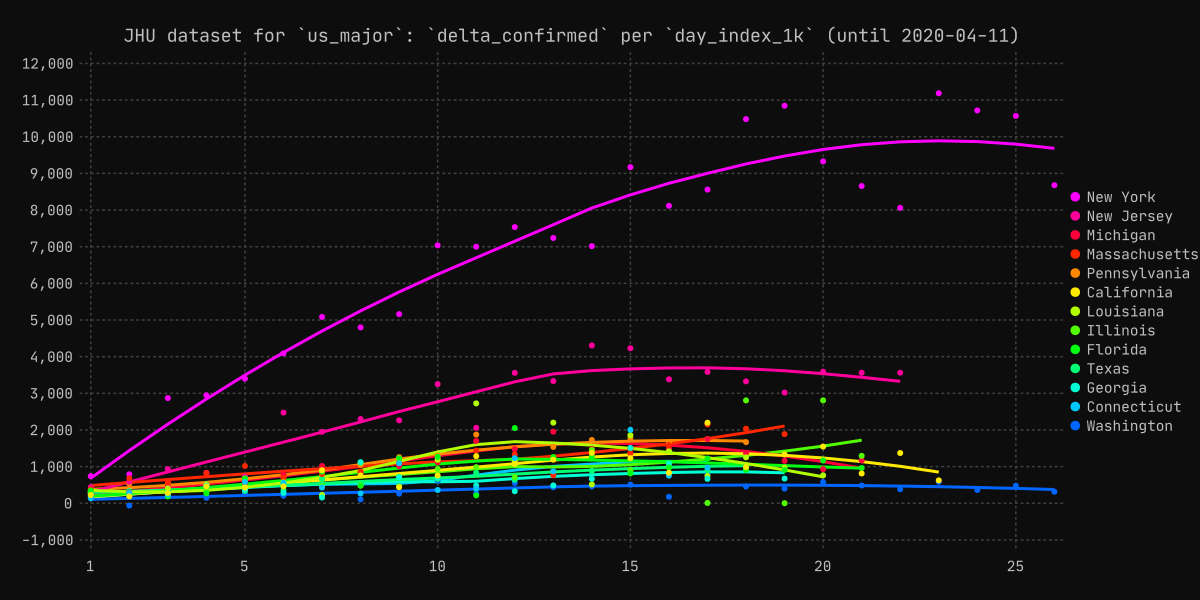 JHU dataset for `us_major`: `delta_confirmed` per `day_index_1k` (until 2020-04-11)
12,000
11,000
10,000
9,000
8,000
7,000
6,000
5,000
4,000
3,000
2,000
1,000
0
-1,000
1
5
10
15
20
25
New York
New Jersey
Michigan
Massachusetts
Pennsylvania
California
Louisiana
Illinois
Florida
Texas
Georgia
Connecticut
Washington